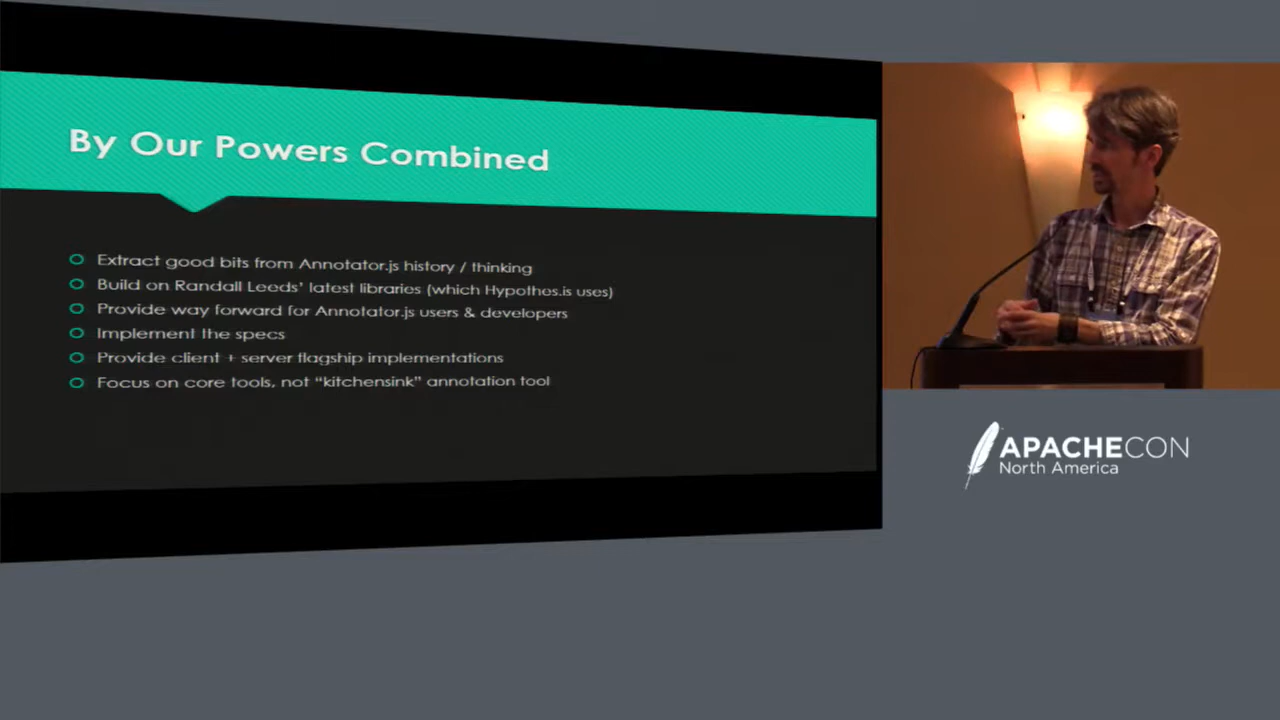 By Our Powers Combined
Extract good bits from Annotator.js history / thinking
Build on Randall Leeds' latest libraries (which Hypothes.is uses)
Provide way forward for Annotator.js users & developers
Implement the specs
Provide client + server flagship implementations
Focus on core tools, not "kitchensink" annotation tool
APACHECON
North America